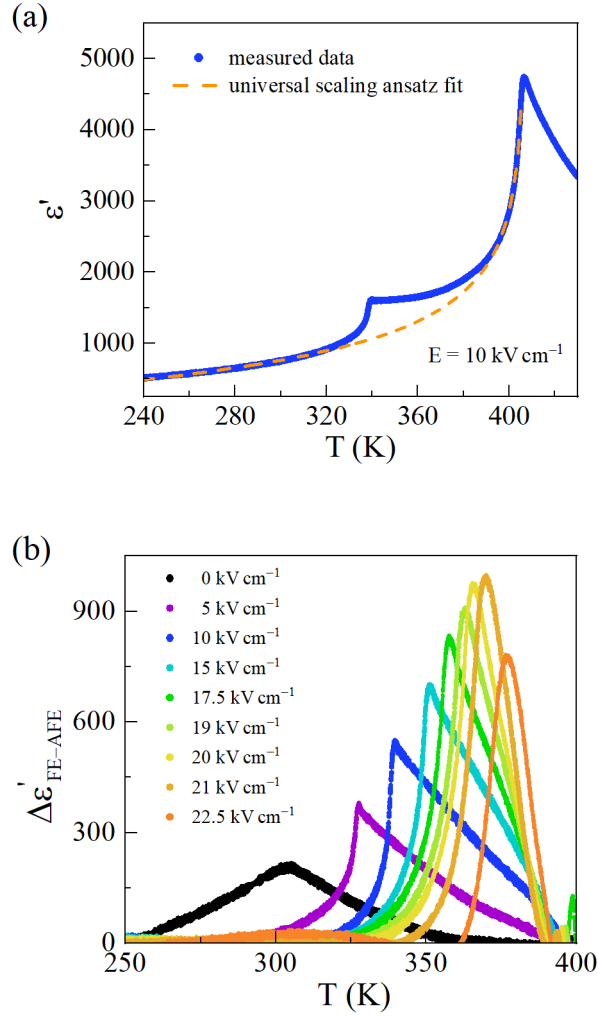 (a)
measured data
universal scaling ansatz fit
5000
4000
3000
2000
1000
ε'
E = 10 kV cm⁻¹
240 280 320 360 400
T (K)
(b)
0 kV cm⁻¹
5 kV cm⁻¹
10 kV cm⁻¹
15 kV cm⁻¹
17.5 kV cm⁻¹
19 kV cm⁻¹
20 kV cm⁻¹
21 kV cm⁻¹
22.5 kV cm⁻¹
900
600
300
0
Δε'FE–AFE
250 300 350 400
T (K)